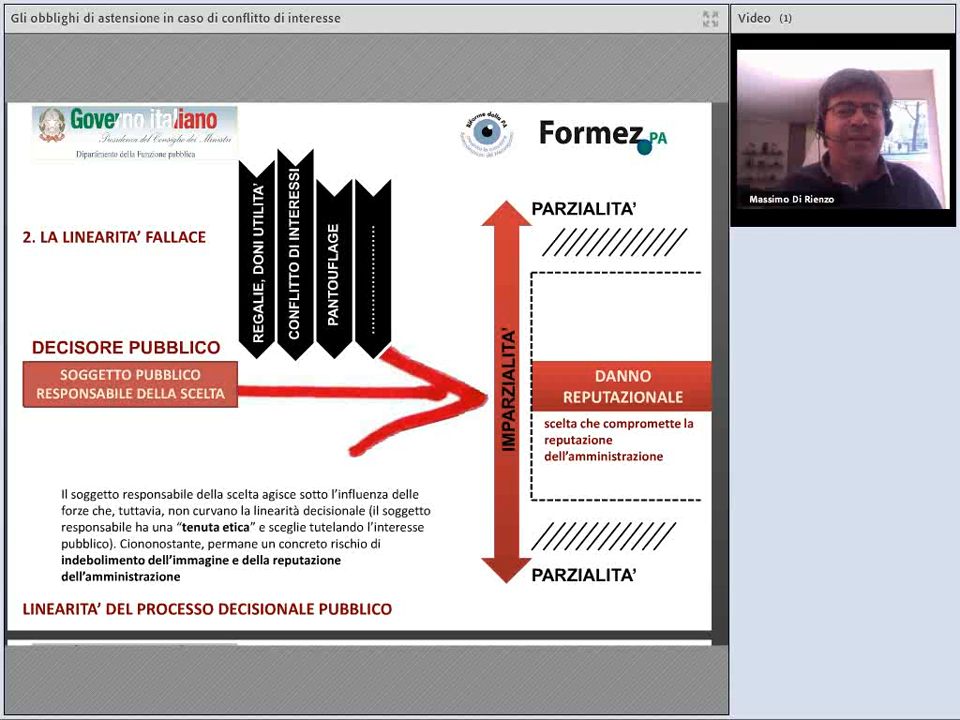 Gli obblighi di astensione in caso di conflitto di interesse
Video (1)
Massimo Di Rienzo
Governo italiano
Presidenza del Consiglio dei Ministri
Dipartimento della Funzione pubblica
Riforme della PA
Formez PA
2. LA LINEARITA' FALLACE
REGALIE, DONI UTILITA'
CONFLITTO DI INTERESSI
PANTOUFLAGE
...................
PARZIALITA'
IMPARZIALITA'
DECISORE PUBBLICO
SOGGETTO PUBBLICO
RESPONSABILE DELLA SCELTA
DANNO
REPUTAZIONALE
scelta che compromette la
reputazione
dell'amministrazione
Il soggetto responsabile della scelta agisce sotto l'influenza delle
forze che, tuttavia, non curvano la linearità decisionale (il soggetto
responsabile ha una "tenuta etica" e sceglie tutelando l'interesse
pubblico). Ciononostante, permane un concreto rischio di
indebolimento dell'immagine e della reputazione
dell'amministrazione
PARZIALITA'
LINEARITA' DEL PROCESSO DECISIONALE PUBBLICO